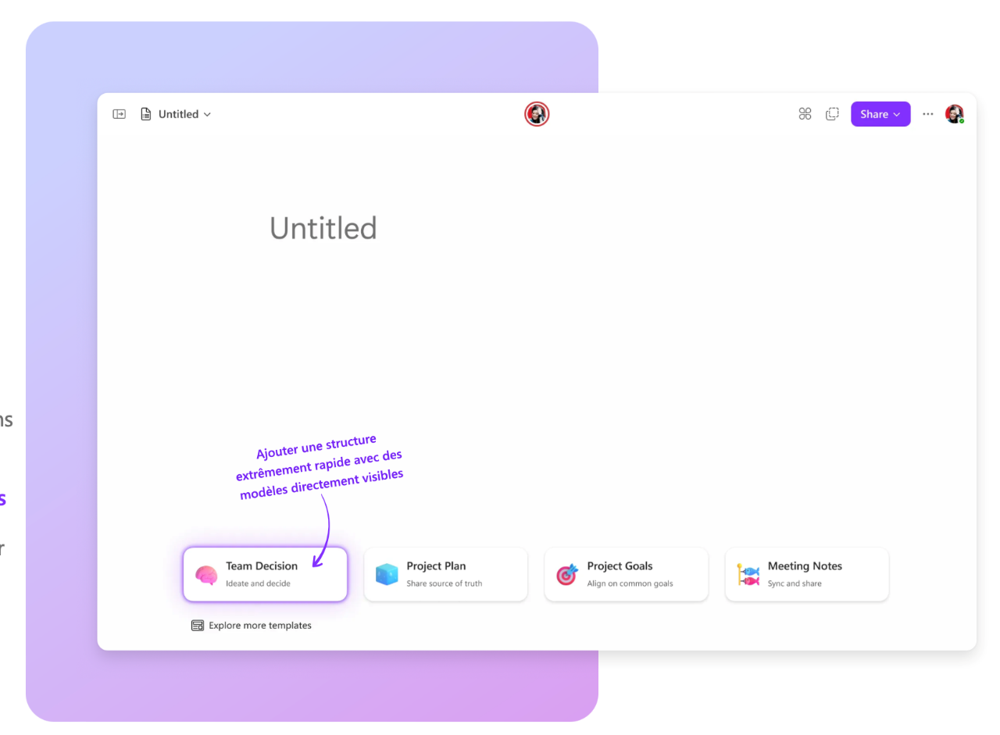 Untitled
Share
Untitled
ns
s
r
Ajouter une structure
extrêmement rapide avec des
modèles directement visibles
Team Decision
Ideate and decide
Project Plan
Share source of truth
Project Goals
Align on common goals
Meeting Notes
Sync and share
Explore more templates